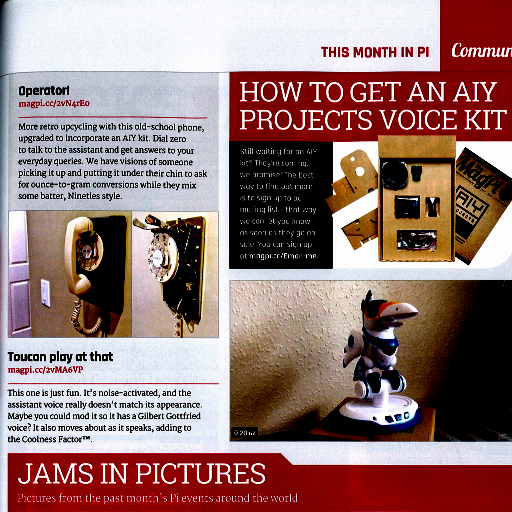 THIS MONTH IN PI
Commun
Operator!
magpi.cc/2vN4rE0
More retro upcycling with this old-school phone,
upgraded to incorporate an AIY kit. Dial zero
to talk to the assistant and get answers to your
everyday queries. We have visions of someone
picking it up and putting it under their chin to ask
for ounce-to-gram conversions while they mix
some batter, Nineties style.
Toucan play at that
magpi.cc/2vMA6VP
This one is just fun. It's noise-activated, and the
assistant voice really doesn't match its appearance.
Maybe you could mod it so it has a Gilbert Gottfried
voice? It also moves about as it speaks, adding to
the Coolness Factor™.
HOW TO GET AN AIY
PROJECTS VOICE KIT
Still waiting for an AIY
kit? They're coming,
we promise! The best
way to find out more
is to sign up to our
mailing list - that way
we can let you know
as soon as they go on
sale. You can sign up
at magpi.cc/Email-me.
MagPi
AIY
JAMS IN PICTURES
Pictures from the past month's Pi events around the world